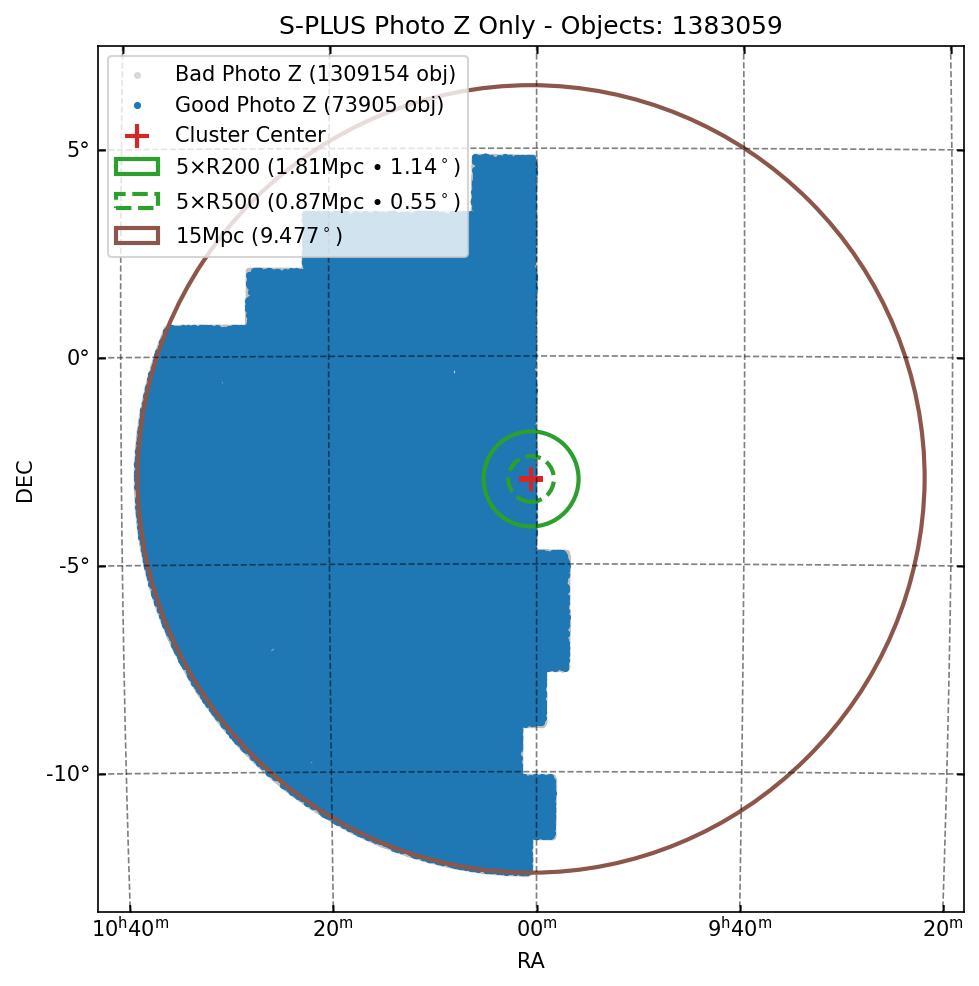 S-PLUS Photo Z Only - Objects: 1383059
Bad Photo Z (1309154 obj)
Good Photo Z (73905 obj)
Cluster Center
5×R200 (1.81Mpc • 1.14°)
5×R500 (0.87Mpc • 0.55°)
15Mpc (9.477°)
5°
0°
-5°
-10°
DEC
10ʰ40ᵐ 20ᵐ 00ᵐ 9ʰ40ᵐ 20ᵐ
RA